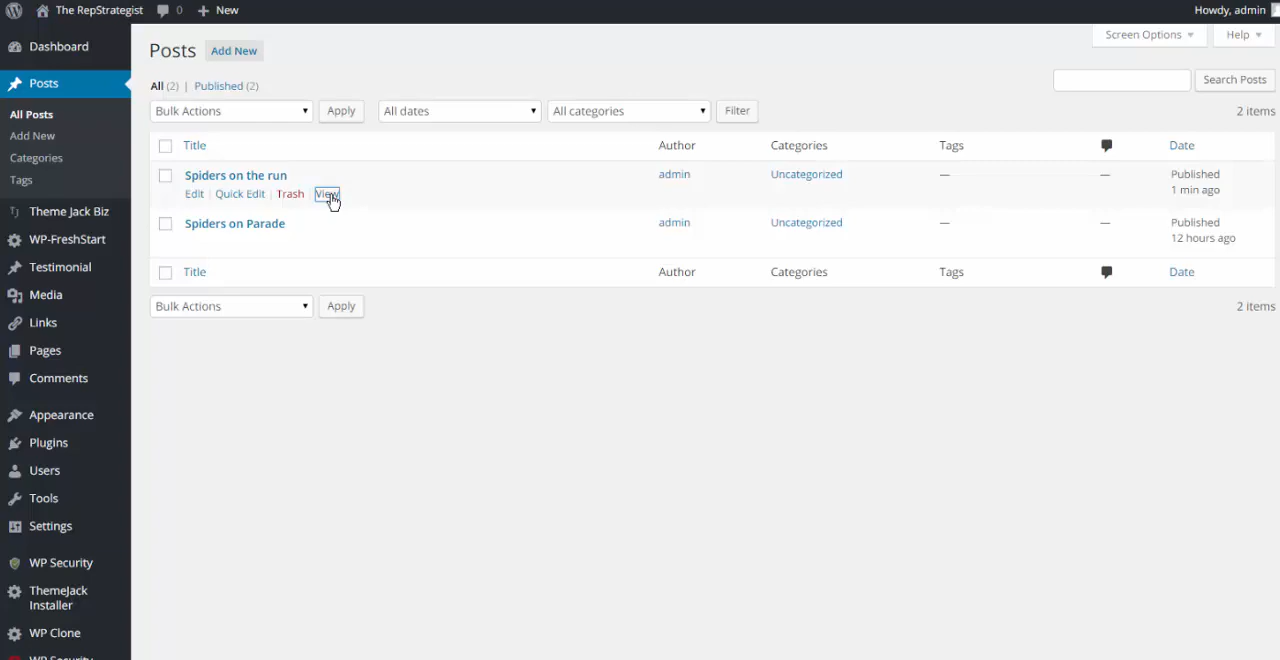 The RepStrategist 0 New Howdy, admin
Screen Options Help
Posts Add New
All (2) | Published (2)
Search Posts
Bulk Actions Apply All dates All categories Filter 2 items
Title Author Categories Tags Date
Spiders on the run admin Uncategorized — — Published
Edit | Quick Edit | Trash | View 1 min ago
Spiders on Parade admin Uncategorized — — Published
12 hours ago
Title Author Categories Tags Date
Bulk Actions Apply 2 items
Dashboard
Posts
All Posts
Add New
Categories
Tags
Theme Jack Biz
WP-FreshStart
Testimonial
Media
Links
Pages
Comments
Appearance
Plugins
Users
Tools
Settings
WP Security
ThemeJack
Installer
WP Clone
WP Security